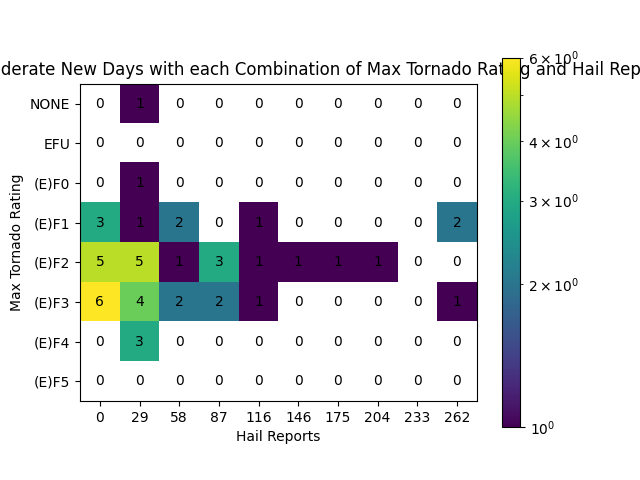 derate New Days with each Combination of Max Tornado Rating and Hail Rep
NONE 0 1 0 0 0 0 0 0 0 0
EFU 0 0 0 0 0 0 0 0 0 0
(E)F0 0 1 0 0 0 0 0 0 0 0
(E)F1 3 1 2 0 1 0 0 0 0 2
(E)F2 5 5 1 3 1 1 1 1 0 0
(E)F3 6 4 2 2 1 0 0 0 0 1
(E)F4 0 3 0 0 0 0 0 0 0 0
(E)F5 0 0 0 0 0 0 0 0 0 0
0 29 58 87 116 146 175 204 233 262
Hail Reports
Max Tornado Rating
6 × 10⁰
4 × 10⁰
3 × 10⁰
2 × 10⁰
10⁰